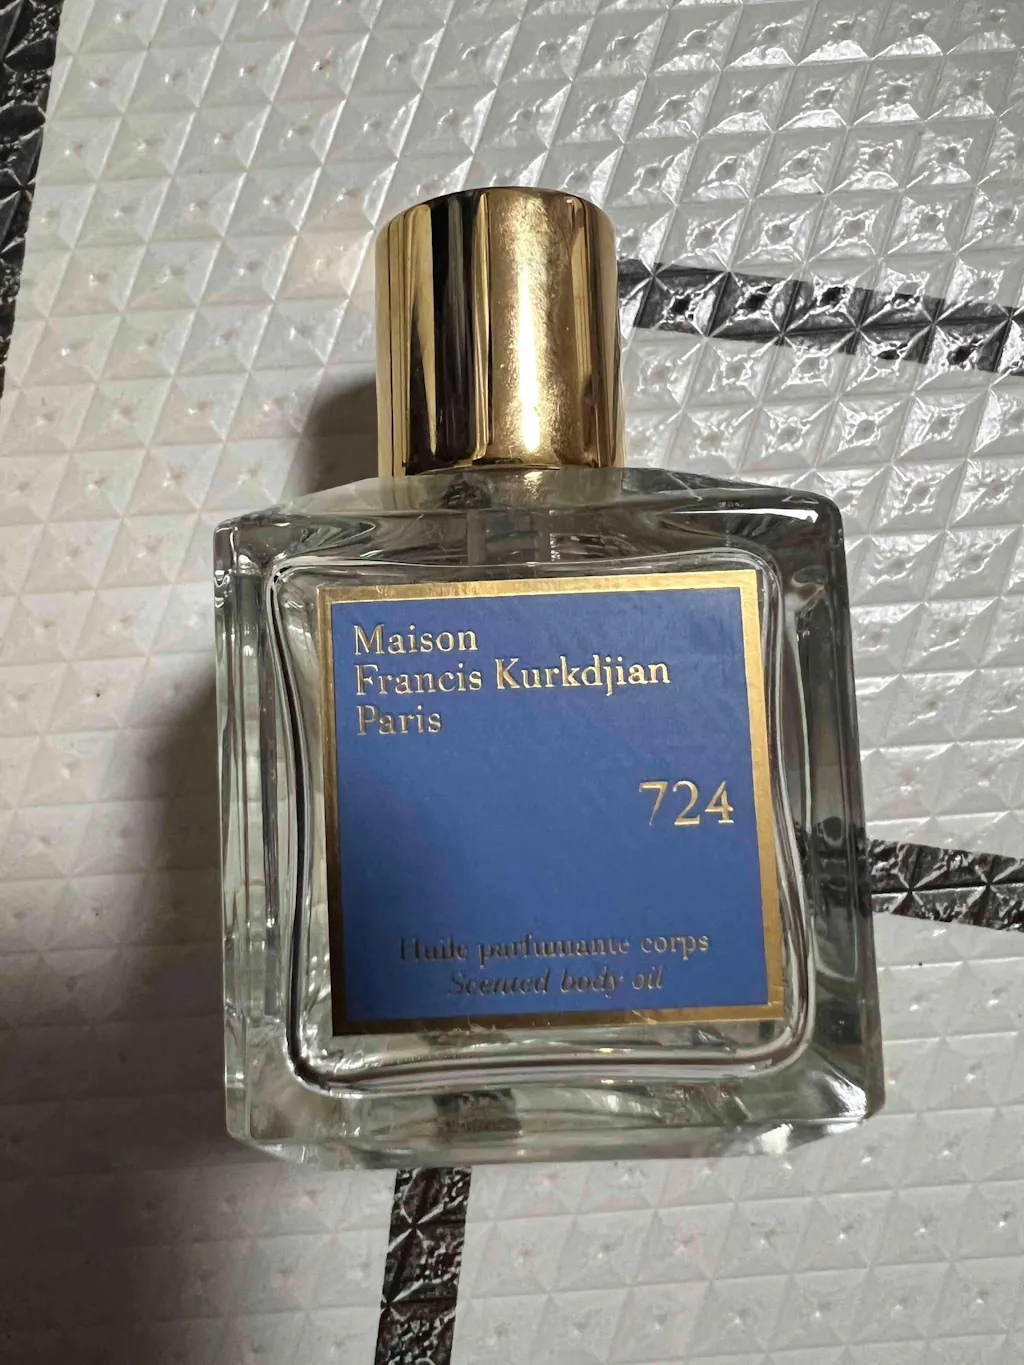 Maison
Francis Kurkdjian
Paris
724
Huile parfumante corps
Scented body oil